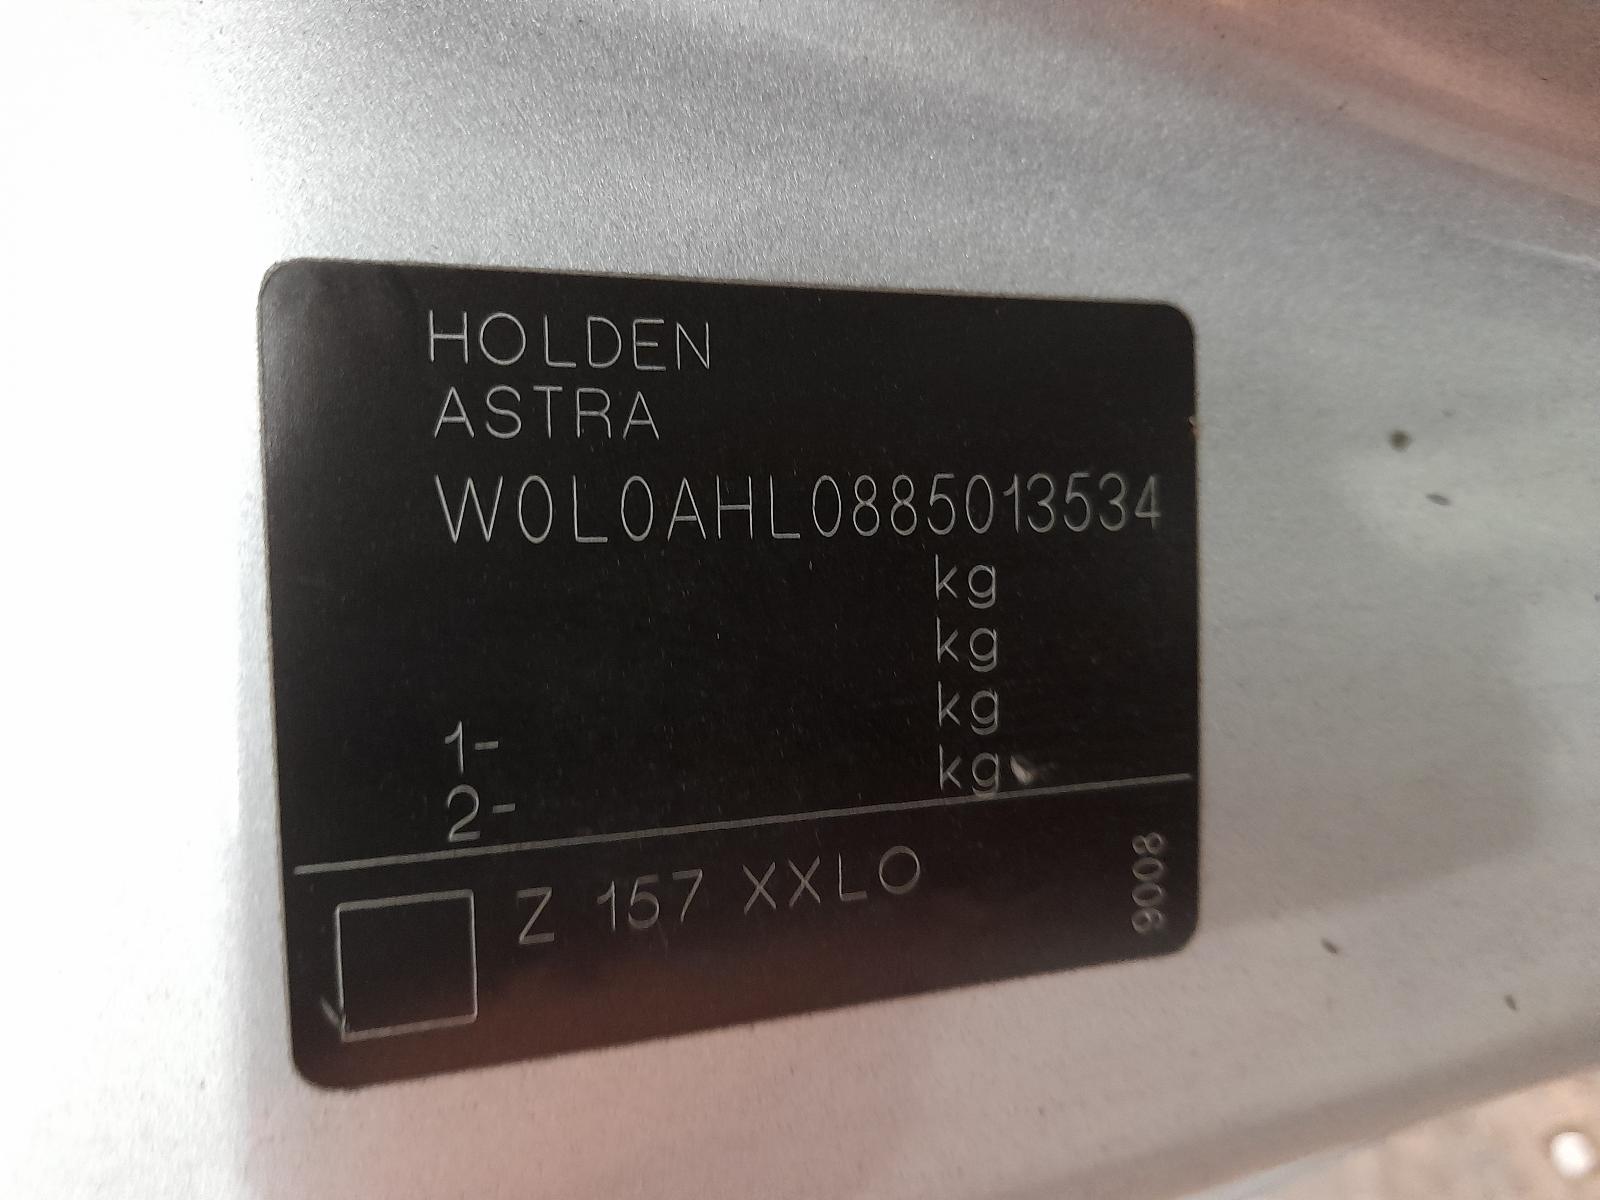 HOLDEN
ASTRA
W0L0AHL0885013534
kg
kg
kg
1- kg
2-
Z 157 XXLO
9008